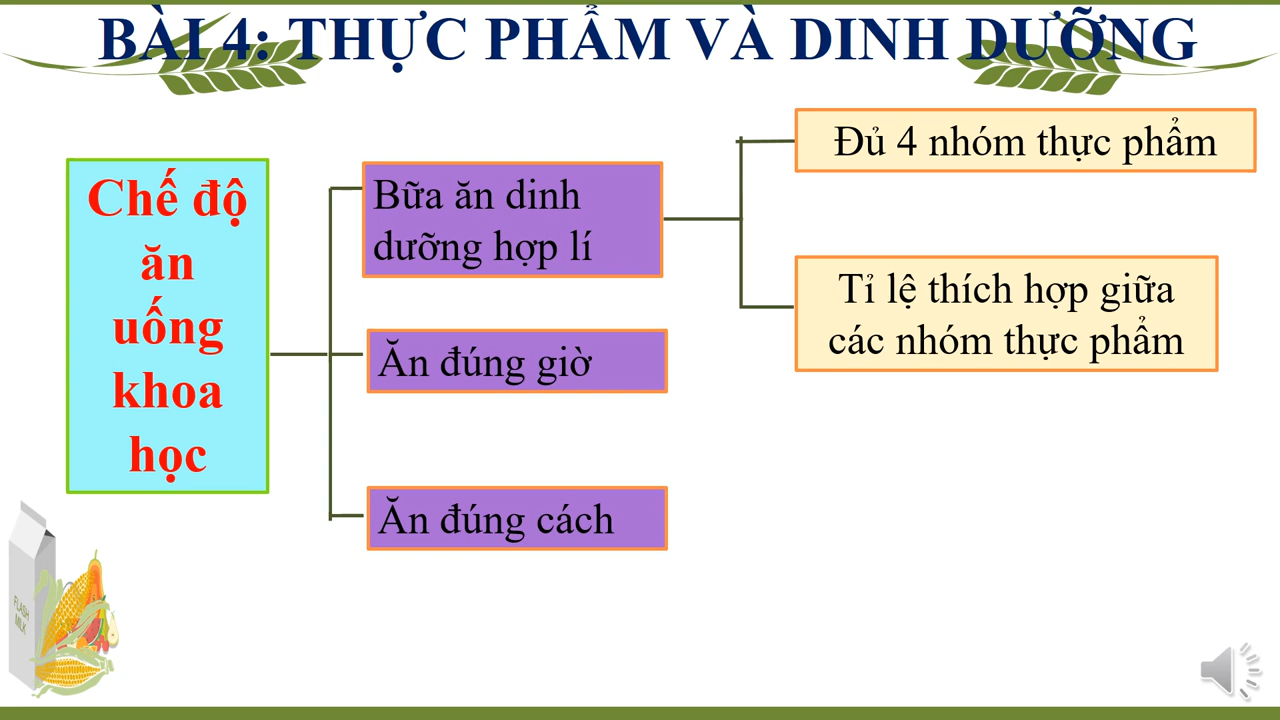 BÀI 4: THỰC PHẨM VÀ DINH DƯỠNG
Chế độ
ăn
uống
khoa
học
Bữa ăn dinh
dưỡng hợp lí
Ăn đúng giờ
Ăn đúng cách
Đủ 4 nhóm thực phẩm
Tỉ lệ thích hợp giữa
các nhóm thực phẩm
FLASH
MILK